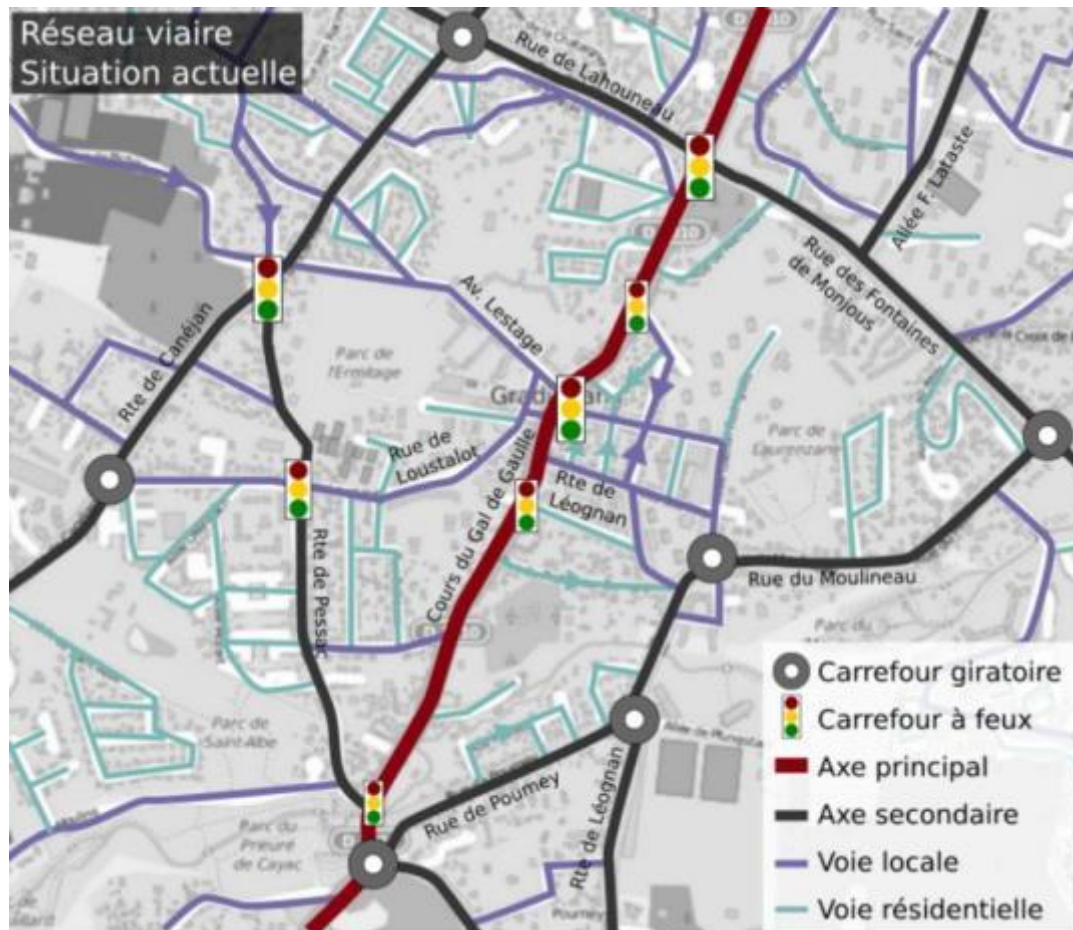 Réseau viaire
Situation actuelle
Rue de Lahouneau
Allée F. Lataste
Rue des Fontaines
de Monjous
Av. Lestage
Rte de Canéjan
Parc de
l'Ermitage
Rue de
Loustalot
Cours du Gal de Gaulle
Rte de
Léognan
Parc de
Laurenzane
Rte de Pessac
Rue du Moulineau
Parc de
Saint-Albe
Rue de Poumey
Rte de Léognan
Parc du
Prieuré
de Cayac
Poumey
Carrefour giratoire
Carrefour à feux
Axe principal
Axe secondaire
Voie locale
Voie résidentielle